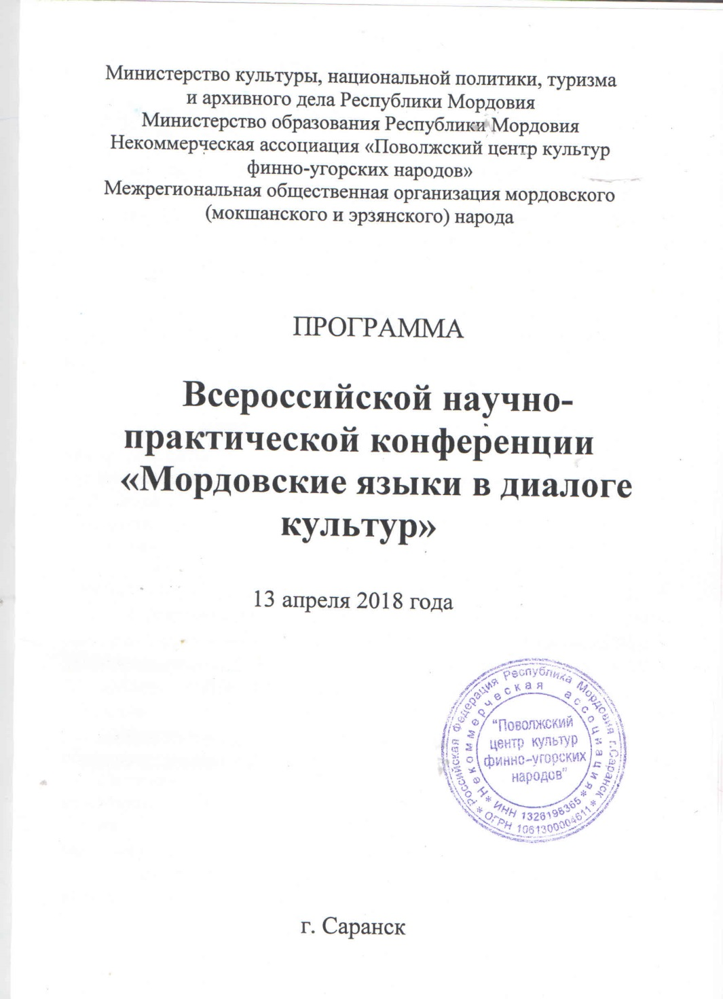 Министерство культуры, национальной политики, туризма
и архивного дела Республики Мордовия
Министерство образования Республики Мордовия
Некоммерческая ассоциация «Поволжский центр культур
финно-угорских народов»
Межрегиональная общественная организация мордовского
(мокшанского и эрзянского) народа
ПРОГРАММА
Всероссийской научно-
практической конференции
«Мордовские языки в диалоге
культур»
13 апреля 2018 года
Российская Федерация Республика Мордовия г.Саранск
* ОГРН 1061300004611 *
Некоммерческая ассоциация
* ИНН 1326198365 *
"Поволжский
центр культур
финно-угорских
народов"
г. Саранск